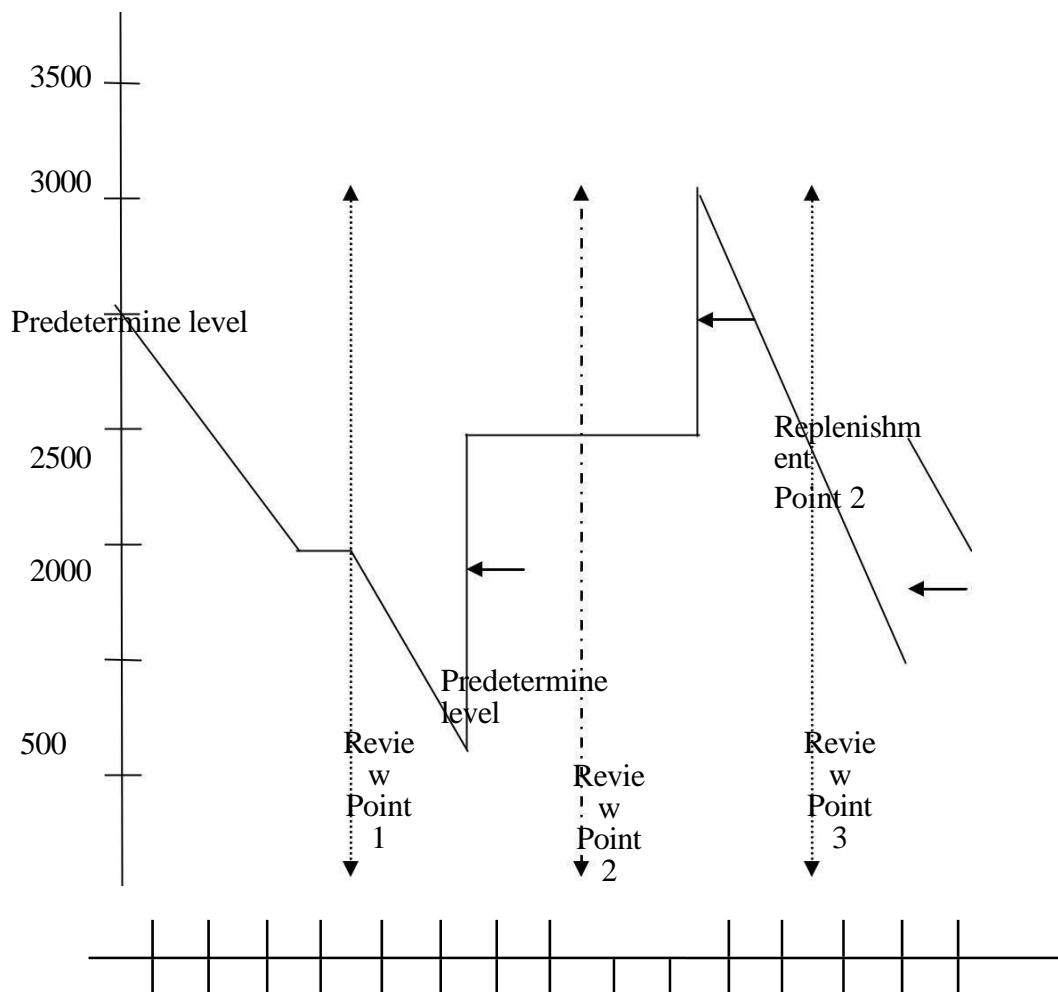 3500
3000
Predetermine level
2500
Replenishm
ent
Point 2
2000
Predetermine
level
500
Revie
w
Point
1
Revie
w
Point
2
Revie
w
Point
3